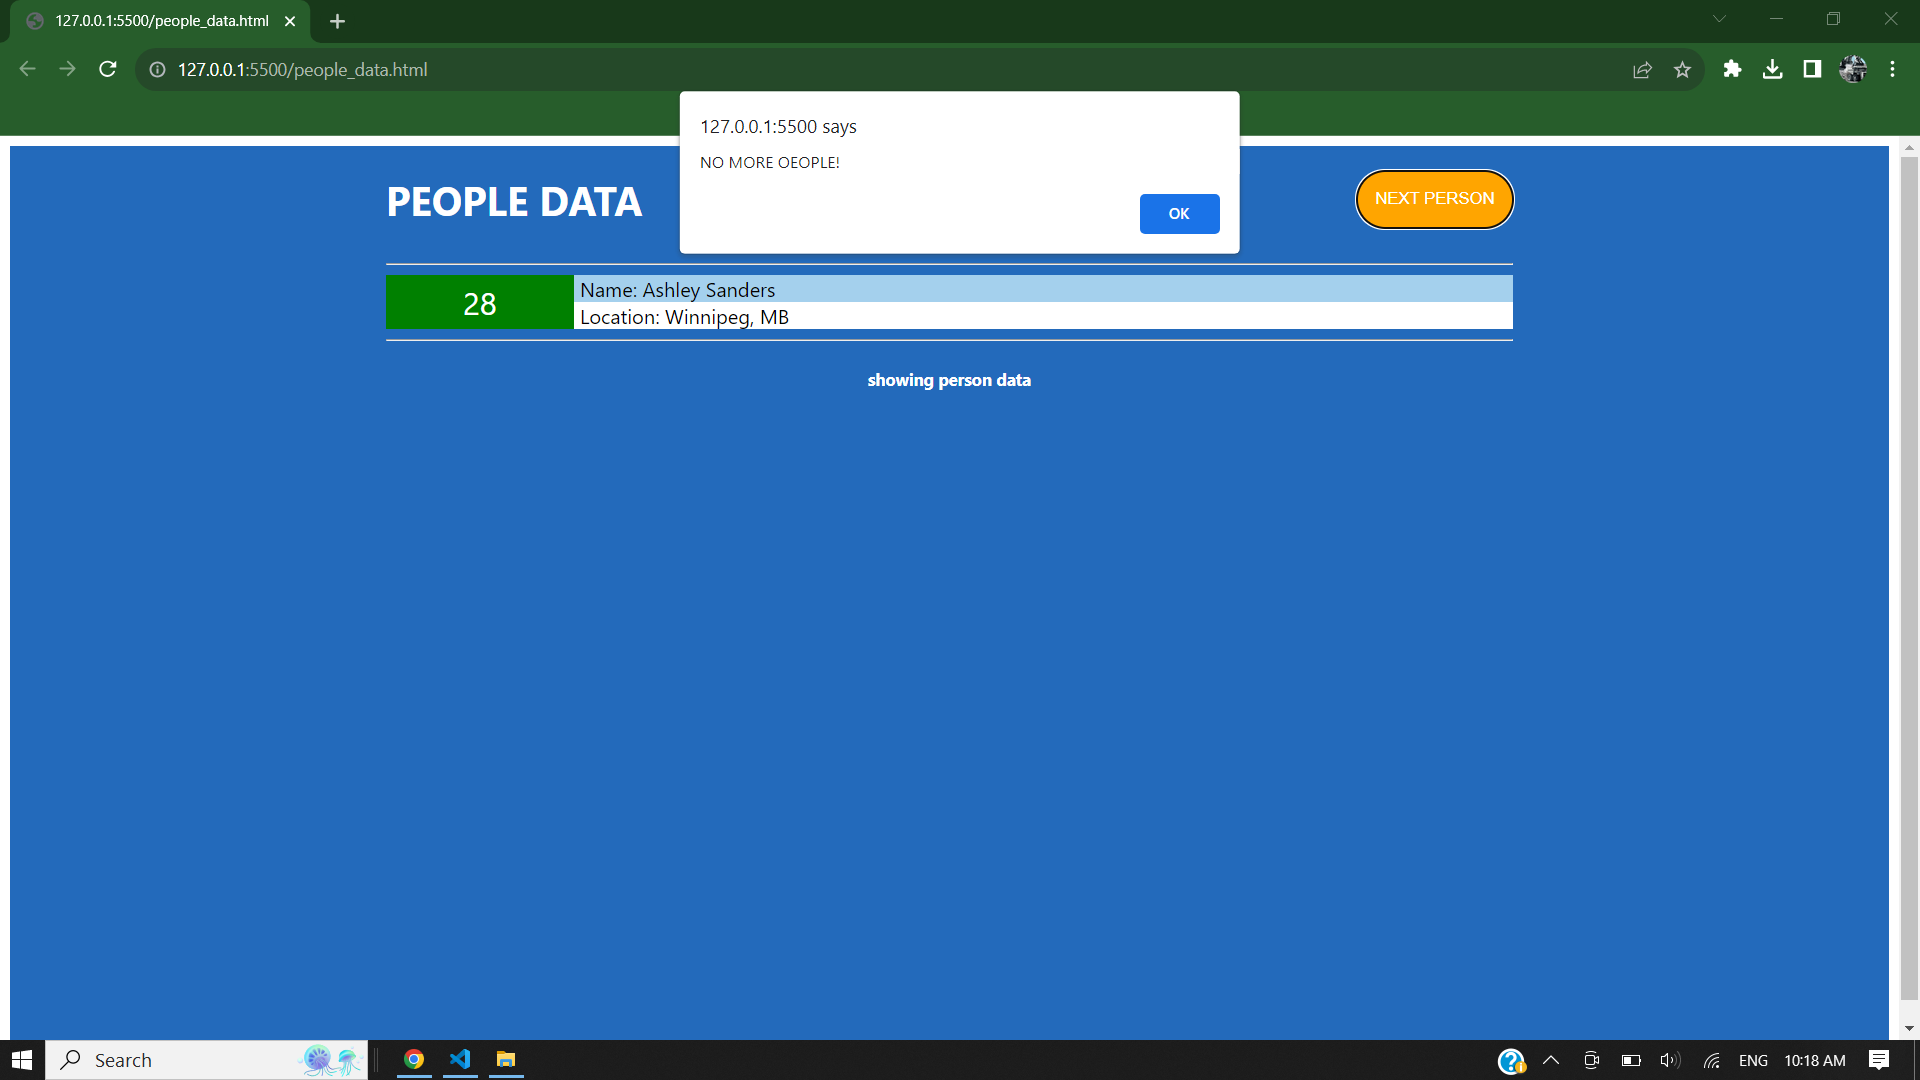 127.0.0.1:5500/people_data.html
127.0.0.1:5500/people_data.html
127.0.0.1:5500 says
NO MORE OEOPLE!
OK
PEOPLE DATA
NEXT PERSON
28
Name: Ashley Sanders
Location: Winnipeg, MB
showing person data
Search
ENG
10:18 AM